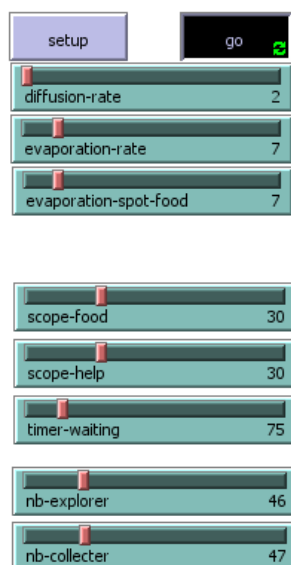 setup go
diffusion-rate 2
evaporation-rate 7
evaporation-spot-food 7
scope-food 30
scope-help 30
timer-waiting 75
nb-explorer 46
nb-collecter 47